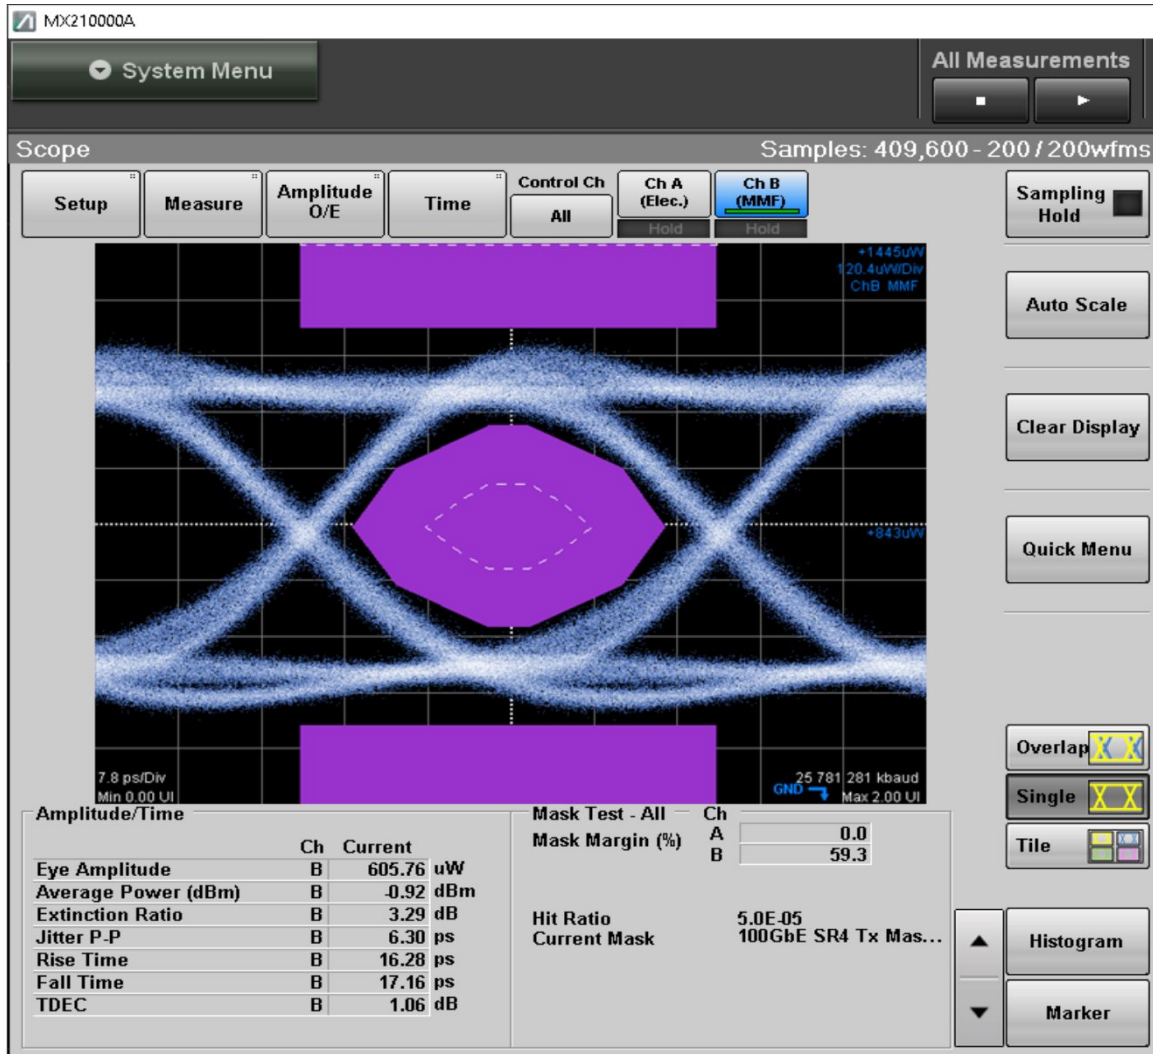 MX210000A
System Menu
All Measurements
Scope
Samples: 409,600 - 200 / 200wfms
Setup
Measure
Amplitude
O/E
Time
Control Ch
All
Ch A
(Elec.)
Hold
Ch B
(MMF)
Hold
Sampling
Hold
+1445uW
120.4uW/Div
ChB MMF
Auto Scale
Clear Display
+843uW
Quick Menu
7.8 ps/Div
Min 0.00 UI
25 781 281 kbaud
GND
Max 2.00 UI
Overlap
Single
Tile
Amplitude/Time
Ch Current
Eye Amplitude B 605.76 uW
Average Power (dBm) B -0.92 dBm
Extinction Ratio B 3.29 dB
Jitter P-P B 6.30 ps
Rise Time B 16.28 ps
Fall Time B 17.16 ps
TDEC B 1.06 dB
Mask Test - All Ch
Mask Margin (%) A 0.0
B 59.3
Hit Ratio 5.0E-05
Current Mask 100GbE SR4 Tx Mas...
Histogram
Marker